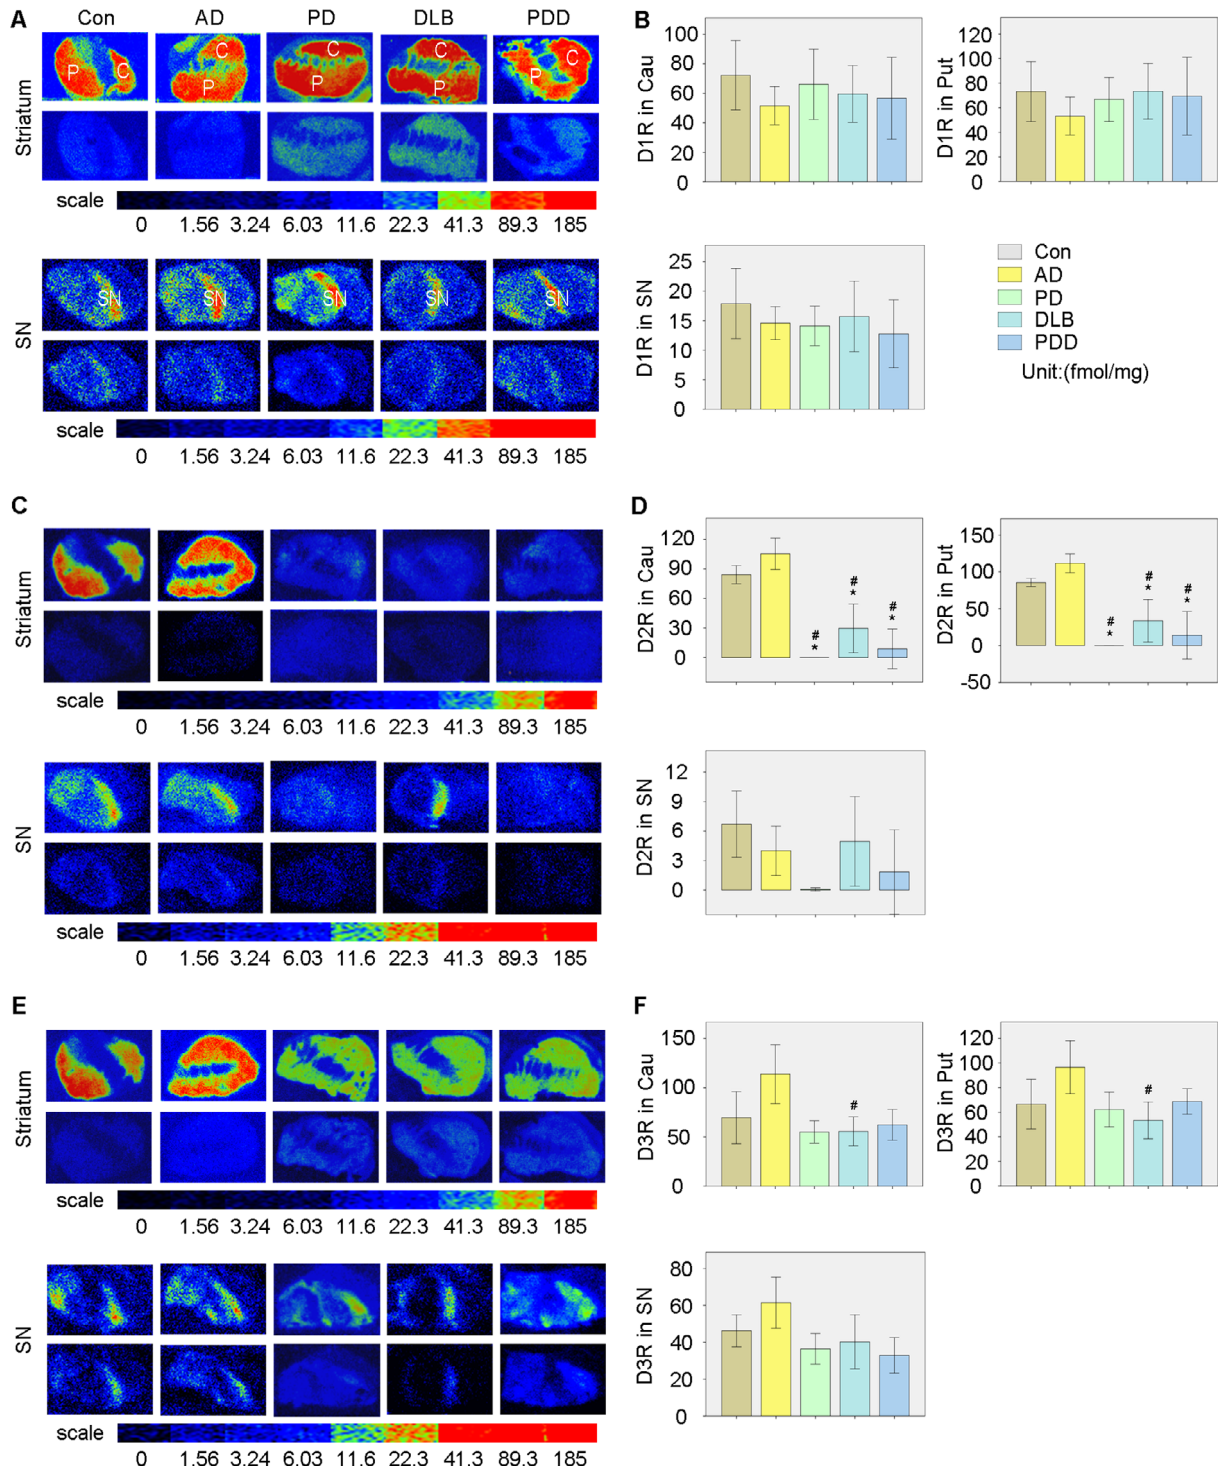 A
Con AD PD DLB PDD
Striatum
P C C P C P C P P C
scale
0 1.56 3.24 6.03 11.6 22.3 41.3 89.3 185
SN
SN SN SN SN SN
scale
0 1.56 3.24 6.03 11.6 22.3 41.3 89.3 185
B
D1R in Cau
100
80
60
40
20
0
D1R in Put
120
100
80
60
40
20
0
D1R in SN
25
20
15
10
5
0
Con
AD
PD
DLB
PDD
Unit:(fmol/mg)
C
Striatum
scale
0 1.56 3.24 6.03 11.6 22.3 41.3 89.3 185
SN
scale
0 1.56 3.24 6.03 11.6 22.3 41.3 89.3 185
D
D2R in Cau
120
90
60
30
0
# * # * # *
D2R in Put
150
100
50
0
-50
# * # * # *
D2R in SN
12
9
6
3
0
E
Striatum
scale
0 1.56 3.24 6.03 11.6 22.3 41.3 89.3 185
SN
scale
0 1.56 3.24 6.03 11.6 22.3 41.3 89.3 185
F
D3R in Cau
150
100
50
0
#
D3R in Put
120
100
80
60
40
20
0
#
D3R in SN
80
60
40
20
0